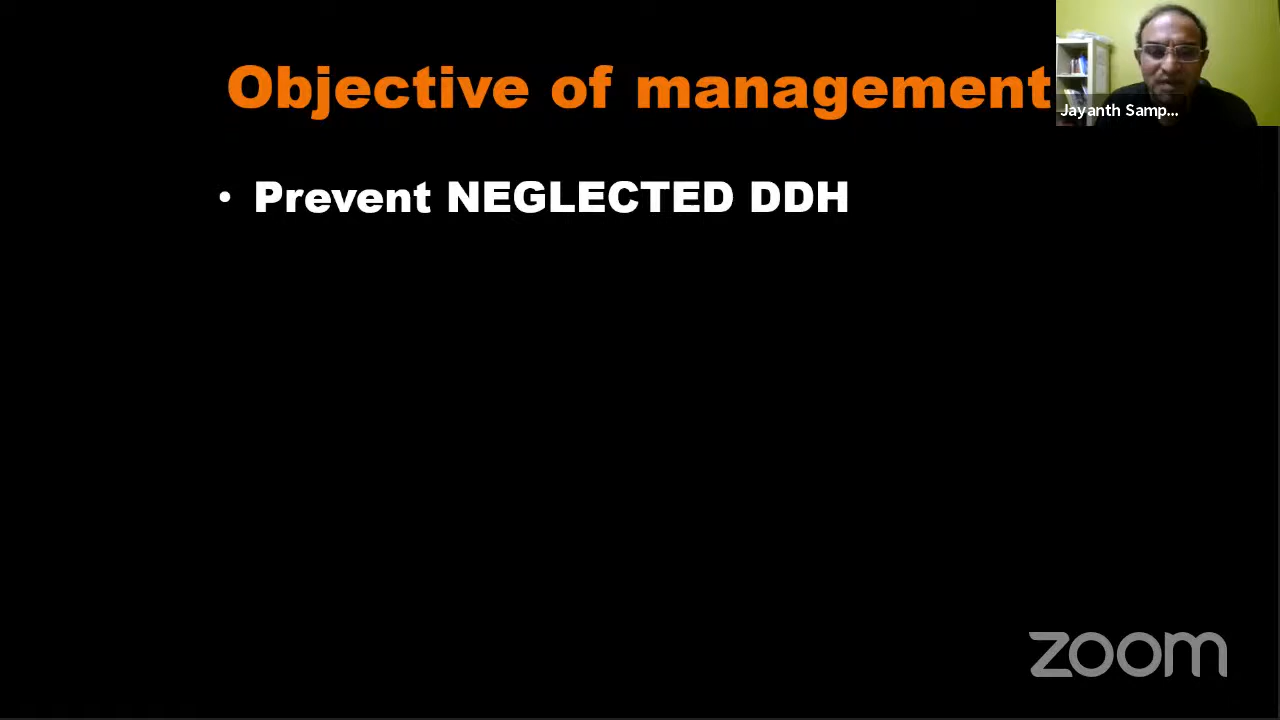 Objective of management
Jayanth Samp...
• Prevent NEGLECTED DDH
zoom